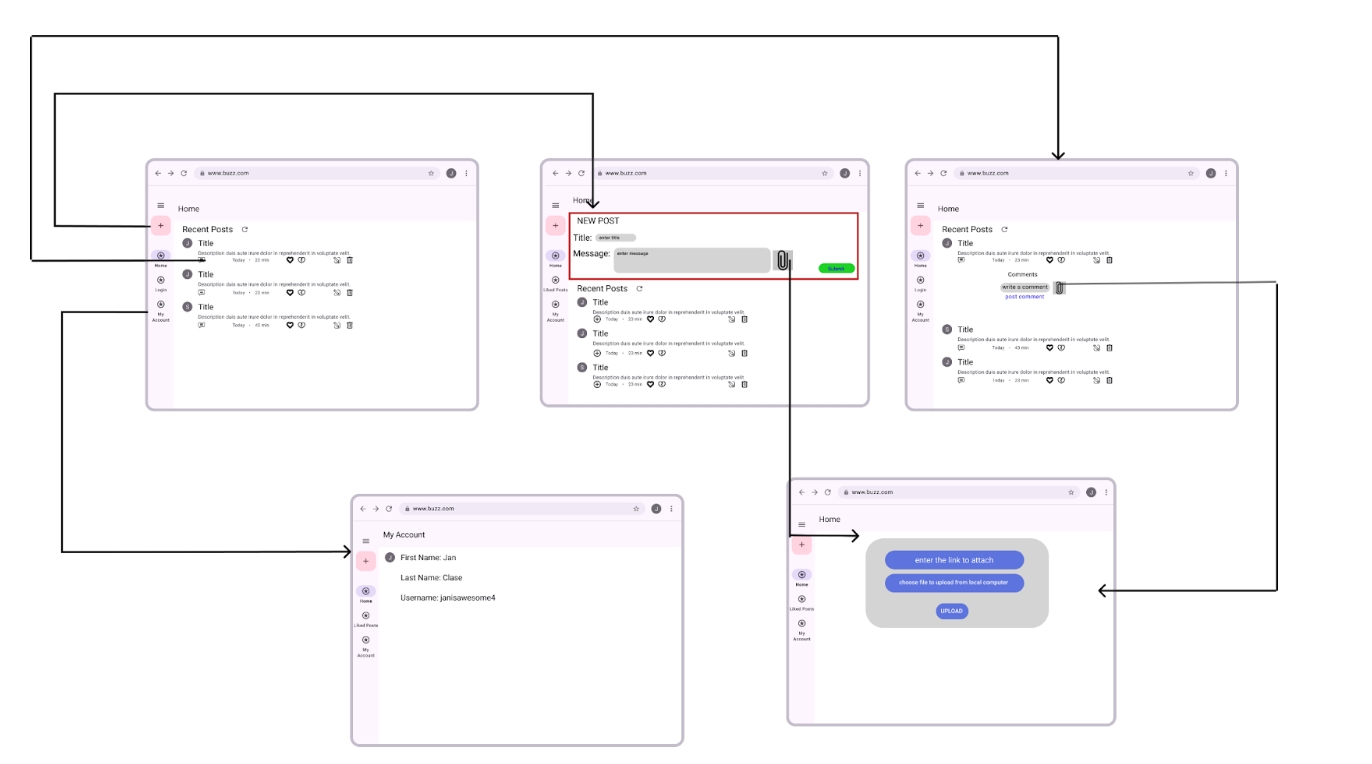 www.buzz.com
J
Home
Recent Posts
J Title
Description duis aute irure dolor in reprehenderit in voluptate velit.
Today • 23 min
J Title
Description duis aute irure dolor in reprehenderit in voluptate velit.
Today • 23 min
S Title
Description duis aute irure dolor in reprehenderit in voluptate velit.
Today • 45 min
+
Home
Login
My
Account
www.buzz.com
J
Home
NEW POST
Title: enter title
Message: enter message
Submit
Recent Posts
J Title
Description duis aute irure dolor in reprehenderit in voluptate velit.
Today • 23 min
J Title
Description duis aute irure dolor in reprehenderit in voluptate velit.
Today • 23 min
S Title
Description duis aute irure dolor in reprehenderit in voluptate velit.
Today • 23 min
+
Home
Liked Posts
My
Account
www.buzz.com
J
Home
Recent Posts
J Title
Description duis aute irure dolor in reprehenderit in voluptate velit.
Today • 23 min
Comments
write a comment
post comment
S Title
Description duis aute irure dolor in reprehenderit in voluptate velit.
Today • 43 min
J Title
Description duis aute irure dolor in reprehenderit in voluptate velit.
Today • 23 min
+
Home
Login
My
Account
www.buzz.com
J
My Account
J First Name: Jan
Last Name: Clase
Username: janisawesome4
+
Home
Liked Posts
My
Account
www.buzz.com
J
Home
enter the link to attach
choose file to upload from local computer
UPLOAD
+
Home
Liked Posts
My
Account